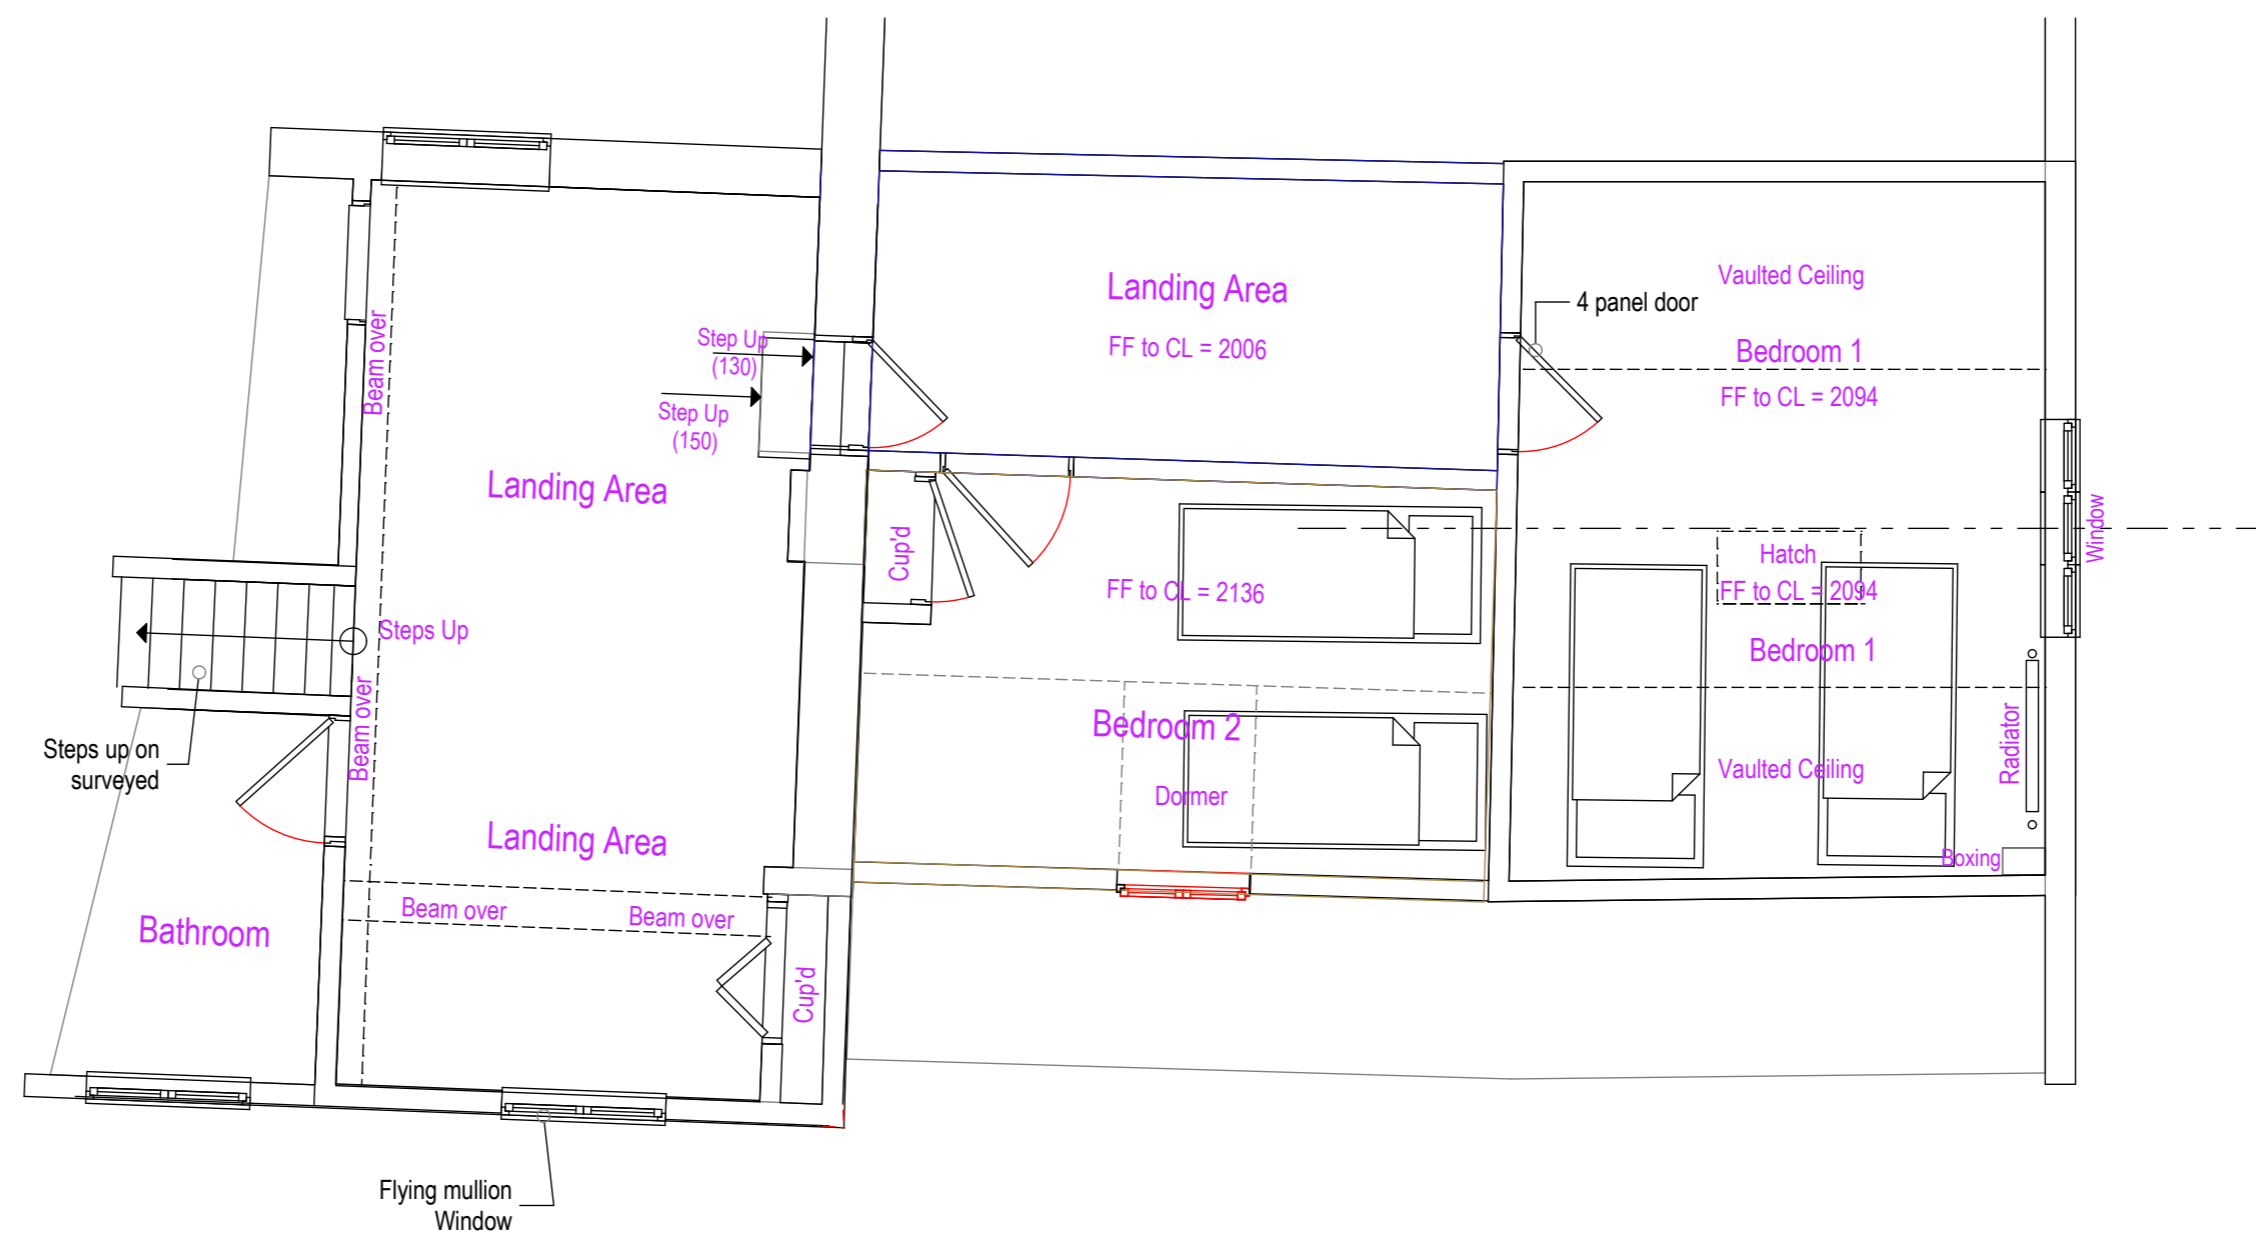 Landing Area
FF to CL = 2006
Vaulted Ceiling
4 panel door
Bedroom 1
FF to CL = 2094
Step Up
(130)
Step Up
(150)
Beam over
Landing Area
Cup'd
FF to CL = 2136
Hatch
FF to CL = 2094
Window
Steps Up
Bedroom 1
Beam over
Bedroom 2
Steps up on
surveyed
Dormer
Vaulted Ceiling
Radiator
Landing Area
Boxing
Beam over
Beam over
Bathroom
Cup'd
Flying mullion
Window